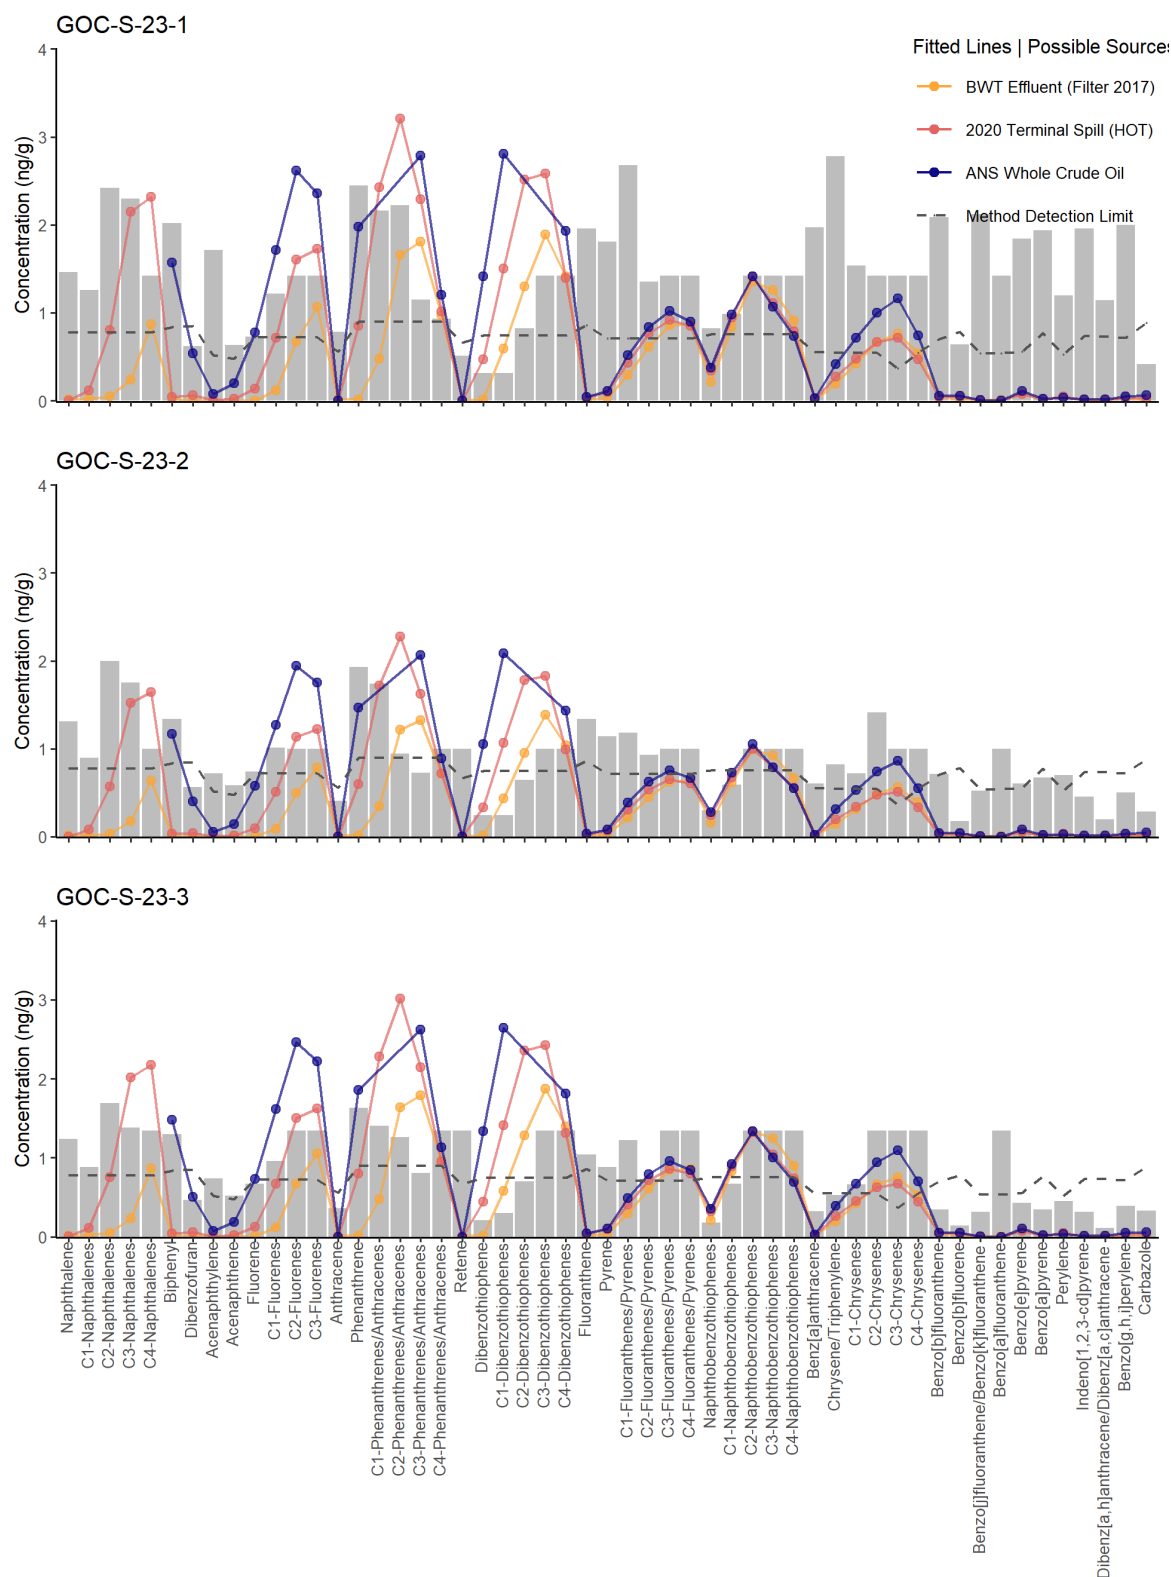 GOC-S-23-1
Fitted Lines | Possible Sources
BWT Effluent (Filter 2017)
2020 Terminal Spill (HOT)
ANS Whole Crude Oil
Method Detection Limit
Concentration (ng/g)
4
3
2
1
0
GOC-S-23-2
Concentration (ng/g)
4
3
2
1
0
GOC-S-23-3
Concentration (ng/g)
4
3
2
1
0
Naphthalene
C1-Naphthalenes
C2-Naphthalenes
C3-Naphthalenes
C4-Naphthalenes
Biphenyl
Dibenzofuran
Acenaphthylene
Acenaphthene
Fluorene
C1-Fluorenes
C2-Fluorenes
C3-Fluorenes
Anthracene
Phenanthrene
C1-Phenanthrenes/Anthracenes
C2-Phenanthrenes/Anthracenes
C3-Phenanthrenes/Anthracenes
C4-Phenanthrenes/Anthracenes
Retene
Dibenzothiophene
C1-Dibenzothiophenes
C2-Dibenzothiophenes
C3-Dibenzothiophenes
C4-Dibenzothiophenes
Fluoranthene
Pyrene
C1-Fluoranthenes/Pyrenes
C2-Fluoranthenes/Pyrenes
C3-Fluoranthenes/Pyrenes
C4-Fluoranthenes/Pyrenes
Naphthobenzothiophenes
C1-Naphthobenzothiophenes
C2-Naphthobenzothiophenes
C3-Naphthobenzothiophenes
C4-Naphthobenzothiophenes
Benz[a]anthracene
Chrysene/Triphenylene
C1-Chrysenes
C2-Chrysenes
C3-Chrysenes
C4-Chrysenes
Benzo[b]fluoranthene
Benzo[b]fluorene
Benzo[j]fluoranthene/Benzo[k]fluoranthene
Benzo[a]fluoranthene
Benzo[e]pyrene
Benzo[a]pyrene
Perylene
Indeno[1,2,3-cd]pyrene
Dibenz[a,h]anthracene/Dibenz[a,c]anthracene
Benzo[g,h,i]perylene
Carbazole